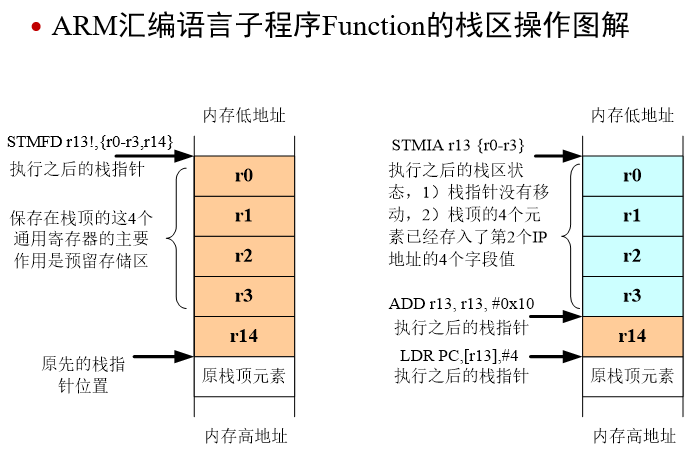 • ARM汇编语言子程序Function的栈区操作图解
内存低地址
STMFD r13!,{r0-r3,r14}
执行之后的栈指针
保存在栈顶的这4个
通用寄存器的主要
作用是预留存储区
原先的栈指
针位置
r0
r1
r2
r3
r14
原栈顶元素
内存高地址
内存低地址
STMIA r13 {r0-r3}
执行之后的栈区状
态，1）栈指针没有移
动，2）栈顶的4个元
素已经存入了第2个IP
地址的4个字段值
ADD r13, r13, #0x10
执行之后的栈指针
LDR PC,[r13],#4
执行之后的栈指针
r0
r1
r2
r3
r14
原栈顶元素
内存高地址